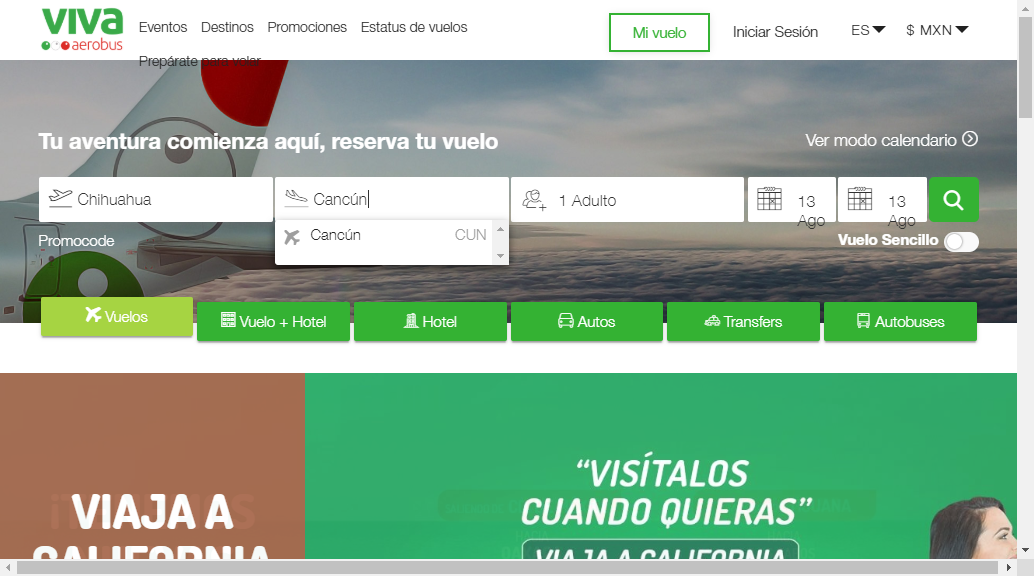 viva
aerobus
Eventos Destinos Promociones Estatus de vuelos
Prepárate para volar
Mi vuelo
Iniciar Sesión
ES
$ MXN
Tu aventura comienza aquí, reserva tu vuelo
Ver modo calendario
Chihuahua
Cancún
1 Adulto
13
Ago
13
Ago
Cancún CUN
Promocode
Vuelo Sencillo
Vuelos
Vuelo + Hotel
Hotel
Autos
Transfers
Autobuses
VIAJA A
CALIFORNIA
“VISÍTALOS
CUANDO QUIERAS”
VIAJA A CALIFORNIA